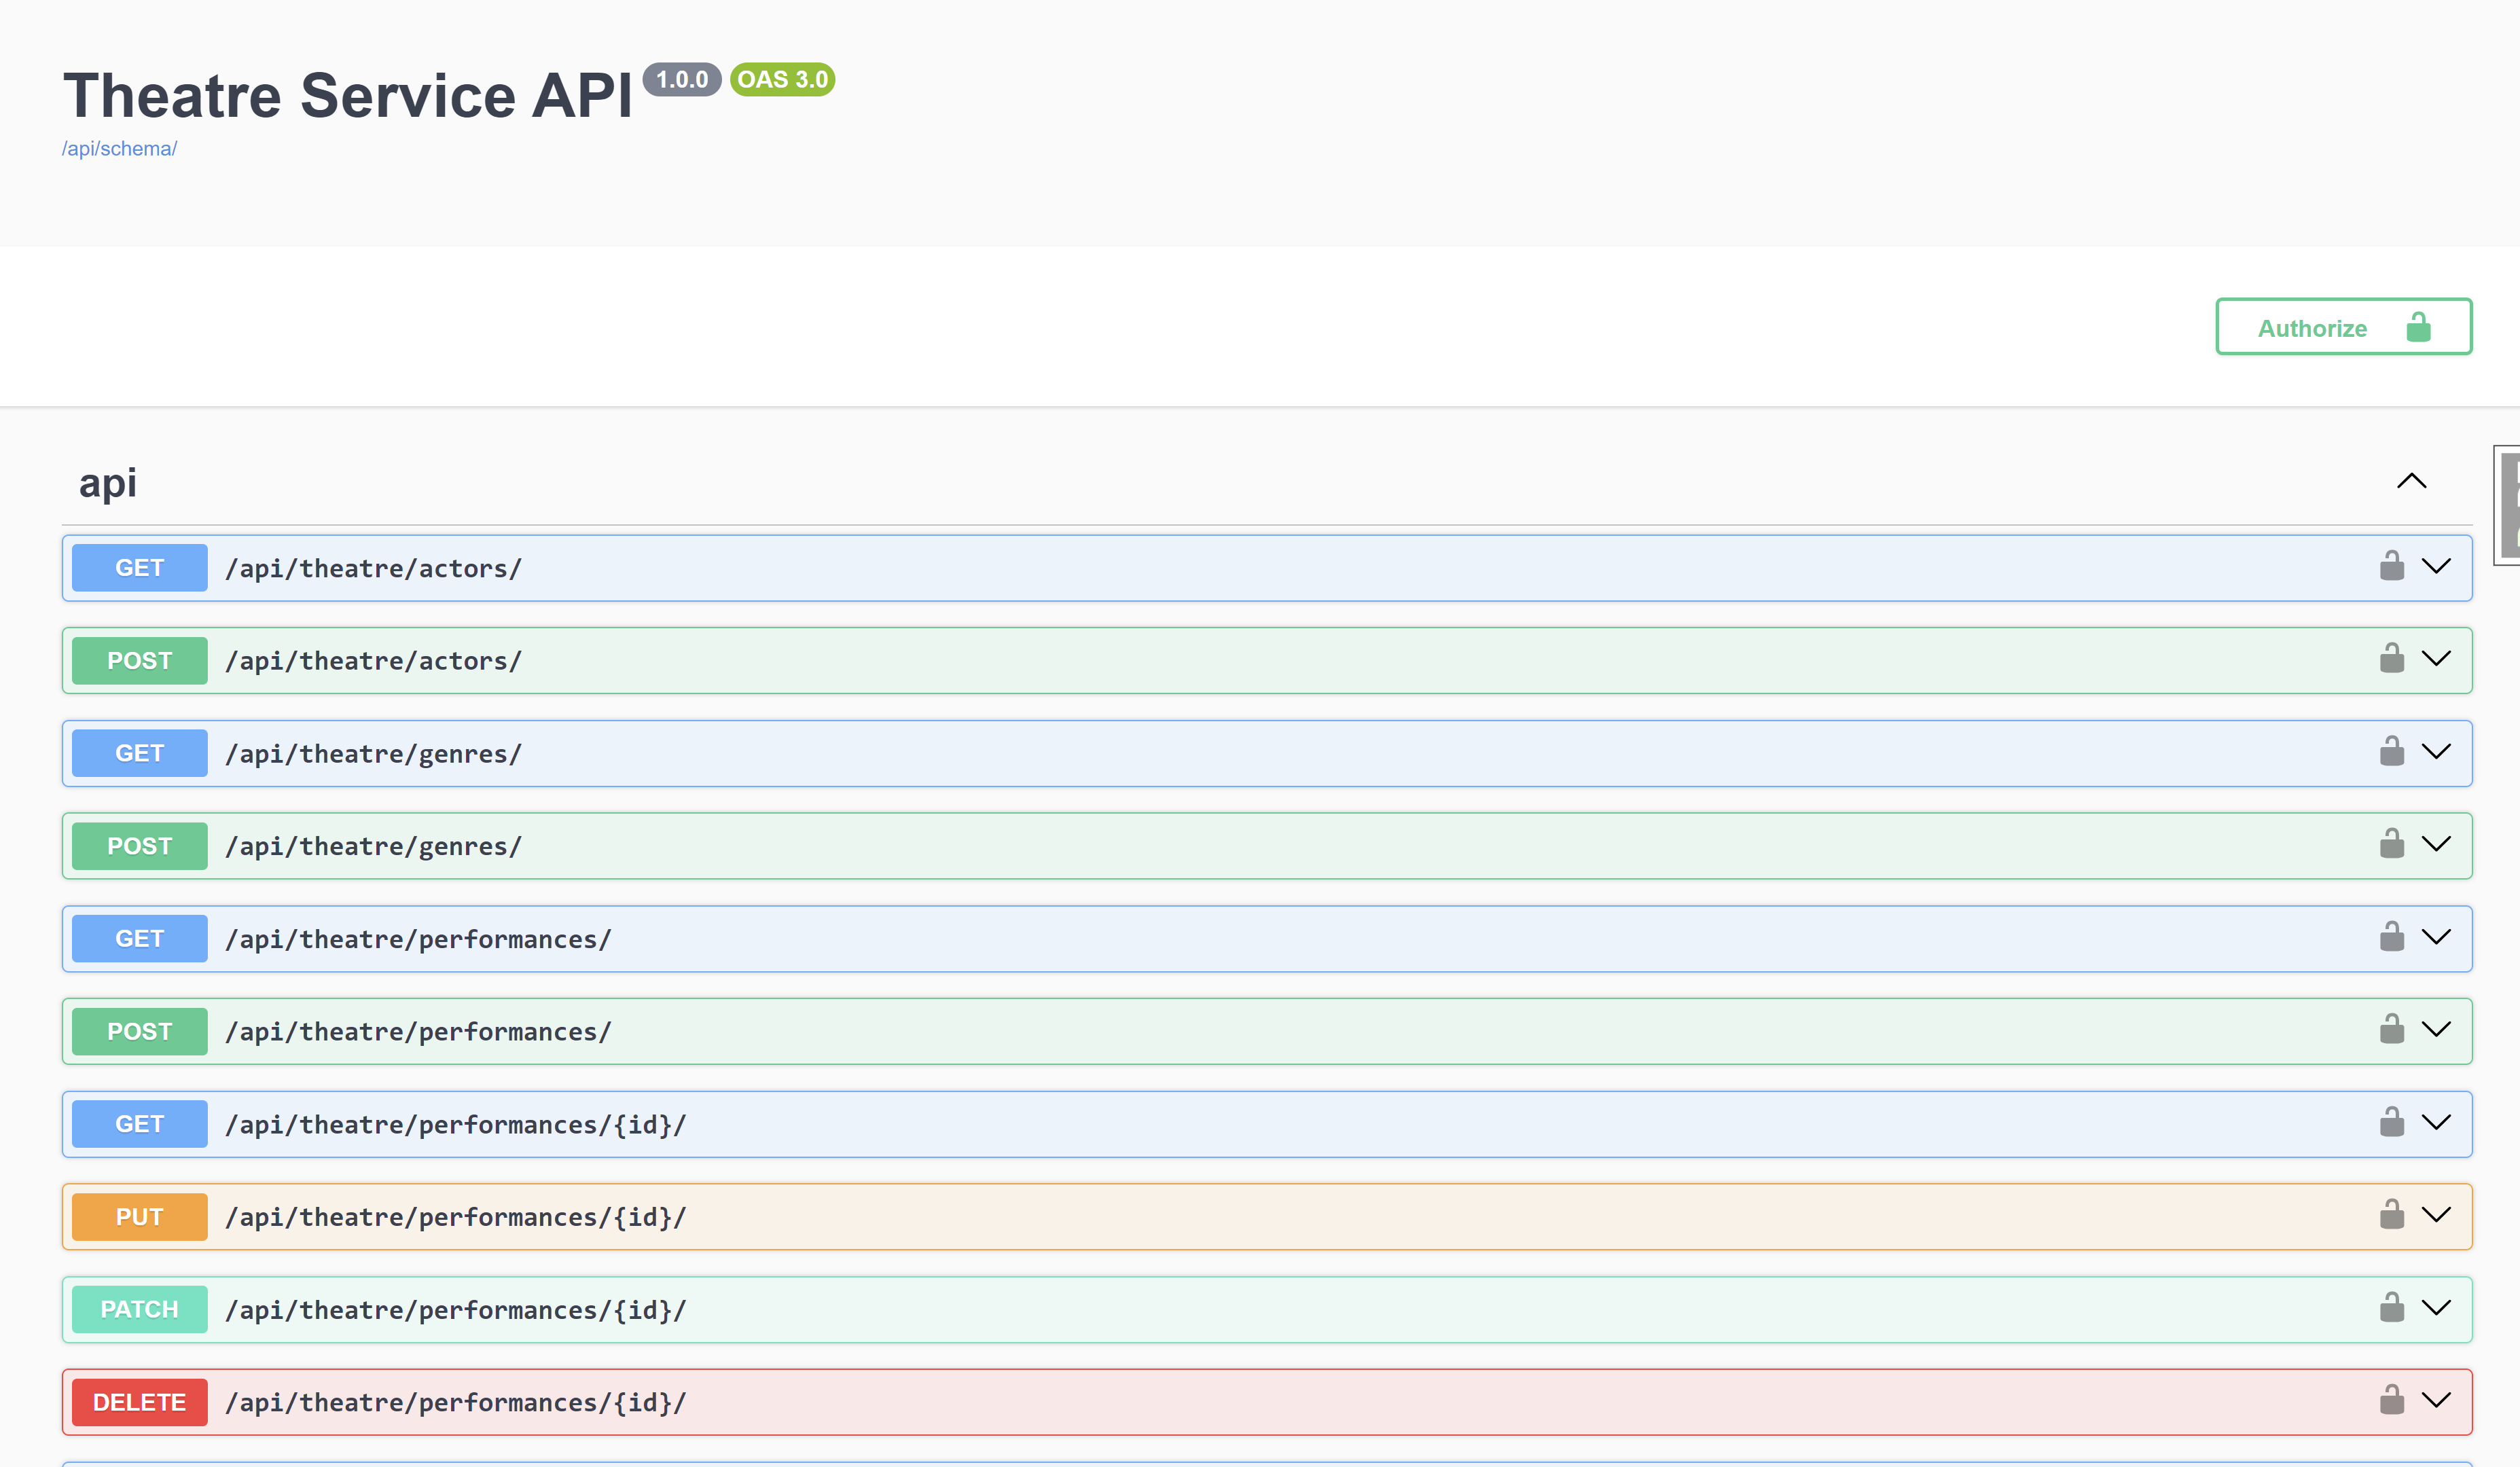 Theatre Service API 1.0.0 OAS 3.0
/api/schema/
Authorize
api
GET /api/theatre/actors/
POST /api/theatre/actors/
GET /api/theatre/genres/
POST /api/theatre/genres/
GET /api/theatre/performances/
POST /api/theatre/performances/
GET /api/theatre/performances/{id}/
PUT /api/theatre/performances/{id}/
PATCH /api/theatre/performances/{id}/
DELETE /api/theatre/performances/{id}/